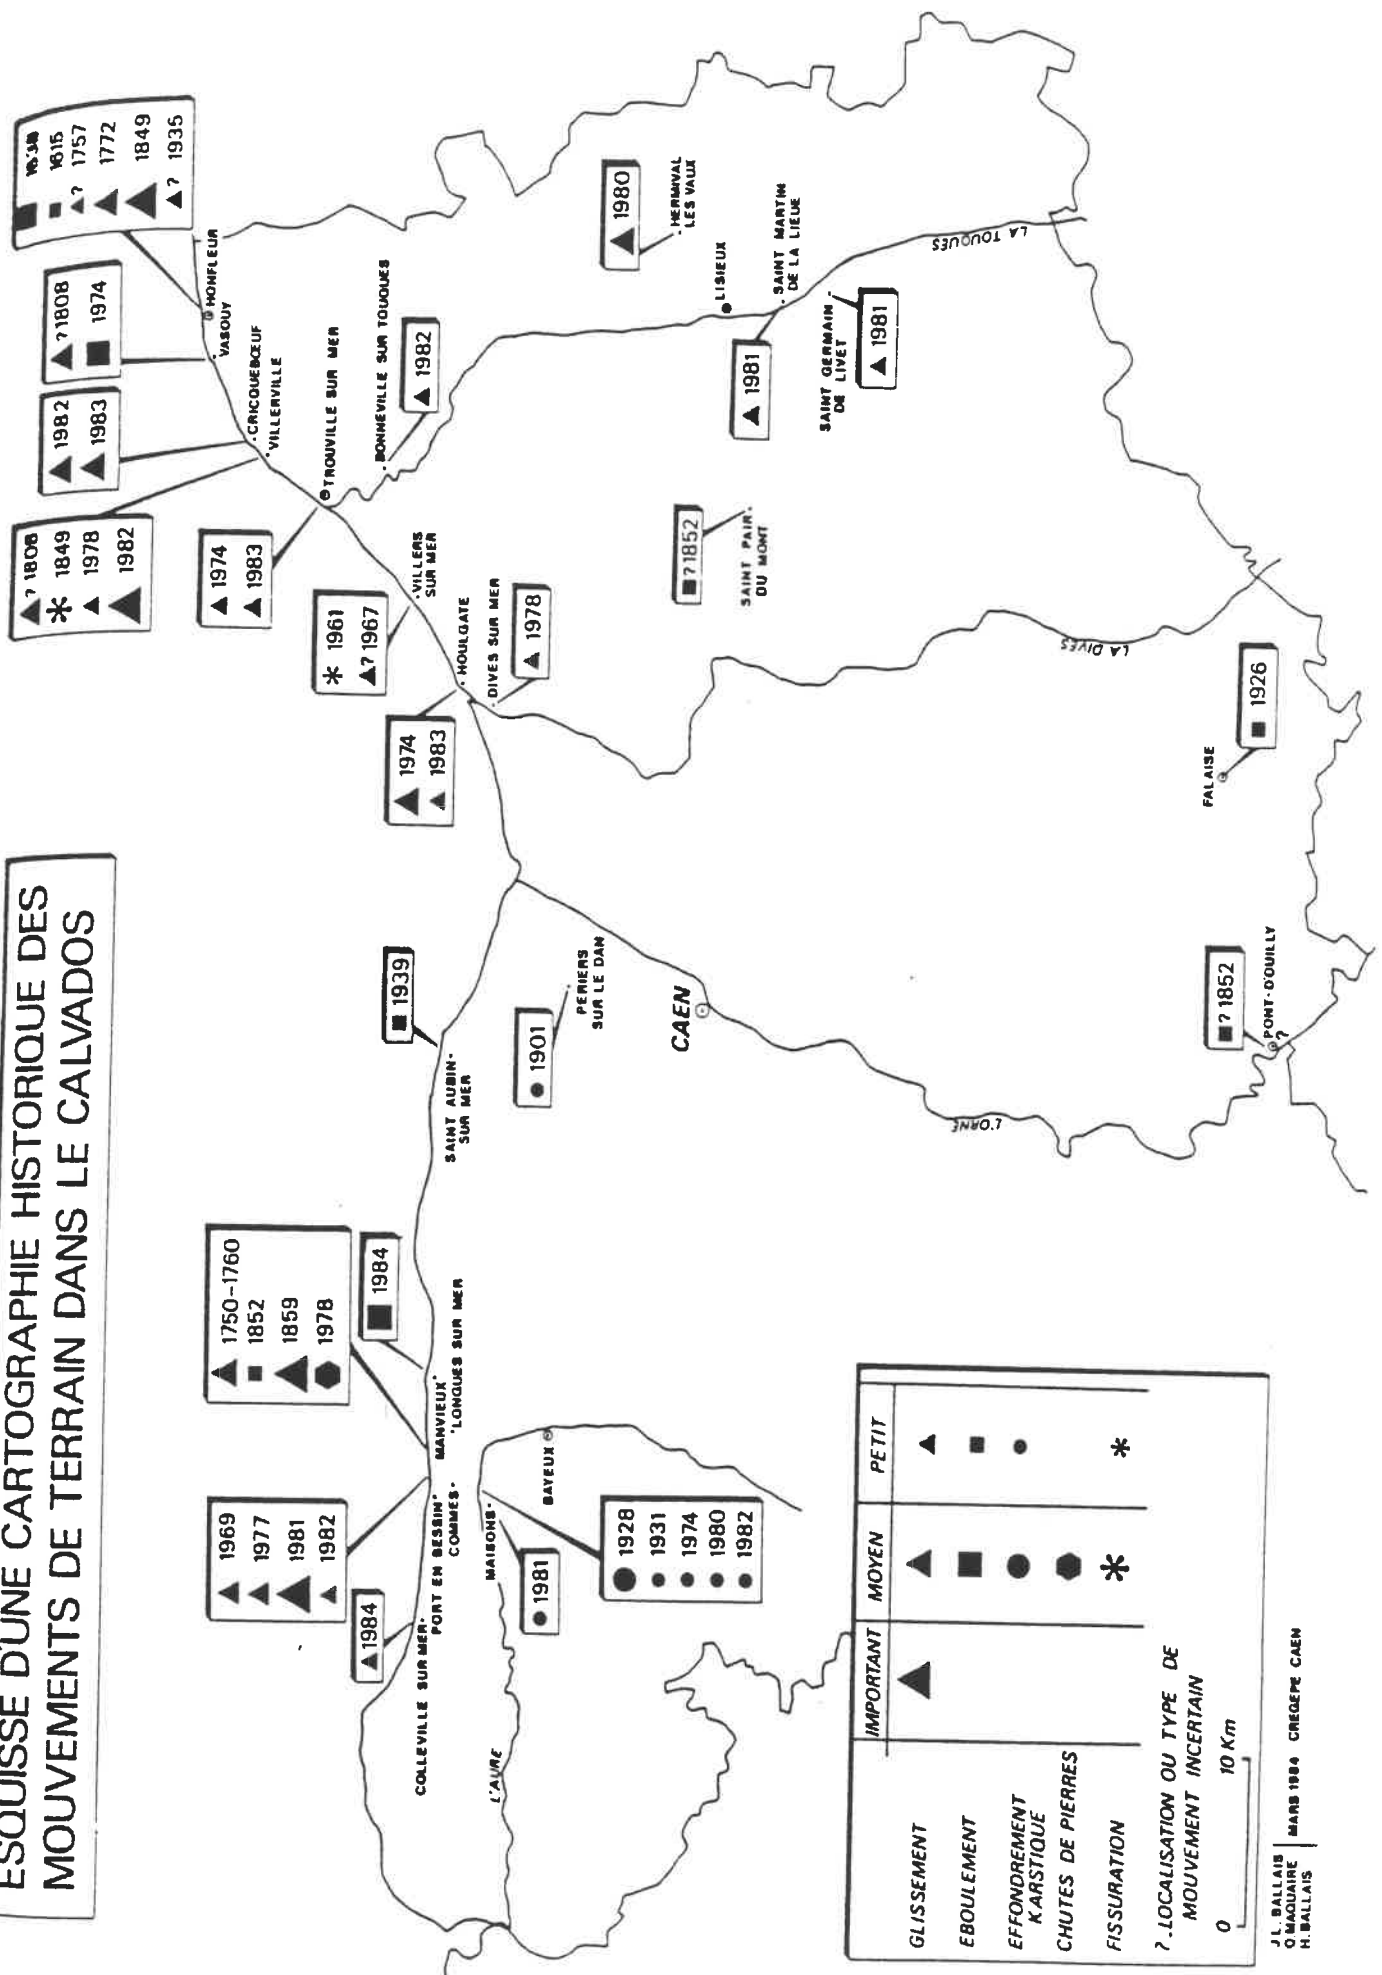 ESQUISSE D'UNE CARTOGRAPHIE HISTORIQUE DES
MOUVEMENTS DE TERRAIN DANS LE CALVADOS
1969
1977
1981
1982
1984
COLLEVILLE SUR MER
PORT EN BESSIN
COMMES
1750-1760
1852
1859
1978
MANVIEUX
1984
LONGUES SUR MER
MAISONS
1981
BAYEUX
1928
1931
1974
1980
1982
L'AURE
1939
SAINT AUBIN
SUR MER
1901
PERIERS
SUR LE DAN
CAEN
L'ORNE
? 1852
PONT-D'OUILLY
?
FALAISE
1926
1974
1983
HOULGATE
DIVES SUR MER
1978
LA DIVES
* 1961
? 1967
VILLERS
SUR MER
1974
1983
TROUVILLE SUR MER
? 1808
* 1849
1978
1982
VILLERVILLE
1982
1983
CRICQUEBŒUF
? 1808
1974
VASOUY
1615
? 1757
1772
1849
? 1935
HONFLEUR
BONNEVILLE SUR TOUQUES
1982
? 1852
SAINT PAIR
DU MONT
1980
HERMIVAL
LES VAUX
LISIEUX
1981
SAINT MARTIN
DE LA LIEUE
SAINT GERMAIN
DE LIVET
1981
LA TOUQUES
IMPORTANT MOYEN PETIT
GLISSEMENT
EBOULEMENT
EFFONDREMENT
KARSTIQUE
CHUTES DE PIERRES
FISSURATION * *
? - LOCALISATION OU TYPE DE
MOUVEMENT INCERTAIN
0 10 Km
J L. BALLAIS
O. MAQUAIRE
H. BALLAIS
MARS 1984 CREGEPE CAEN